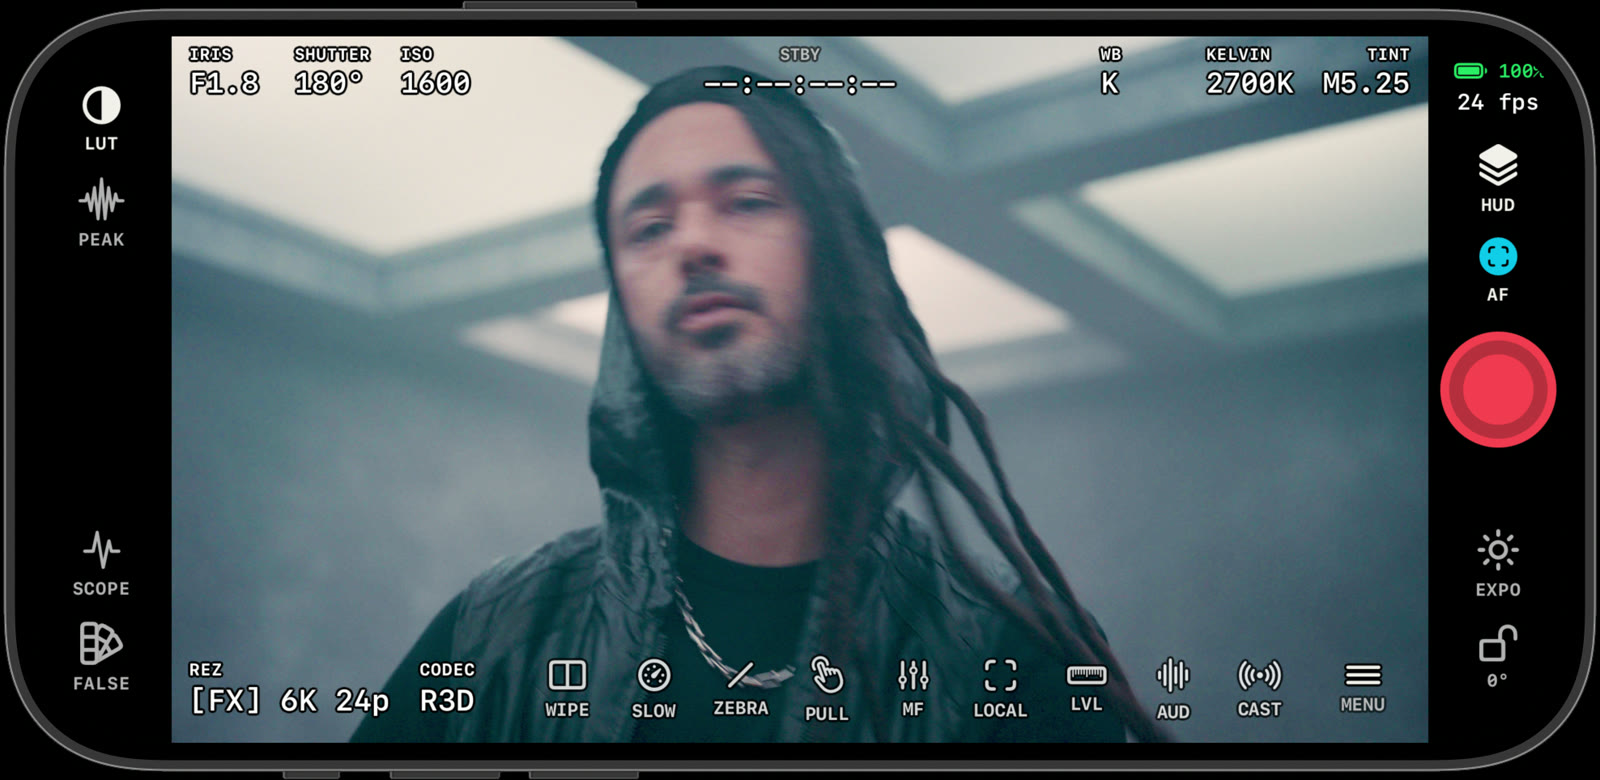 IRIS SHUTTER ISO STBY WB KELVIN TINT
F1.8 180° 1600 --:--:--:-- K 2700K M5.25
100%
24 fps
LUT
PEAK
HUD
AF
SCOPE
FALSE
EXPO
0°
REZ CODEC
[FX] 6K 24p R3D
WIPE SLOW ZEBRA PULL MF LOCAL LVL AUD CAST MENU